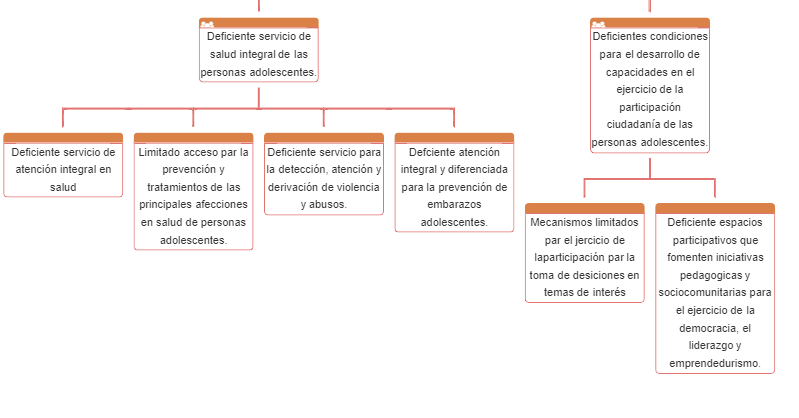 Deficiente servicio de
salud integral de las
personas adolescentes.
Deficientes condiciones
para el desarrollo de
capacidades en el
ejercicio de la
participación
ciudadanía de las
personas adolescentes.
Deficiente servicio de
atención integral en
salud
Limitado acceso par la
prevención y
tratamientos de las
principales afecciones
en salud de personas
adolescentes.
Deficiente servicio para
la detección, atención y
derivación de violencia
y abusos.
Defciente atención
integral y diferenciada
para la prevención de
embarazos
adolescentes.
Mecanismos limitados
par el jercicio de
laparticipación par la
toma de desiciones en
temas de interés
Deficiente espacios
participativos que
fomenten iniciativas
pedagogicas y
sociocomunitarias para
el ejercicio de la
democracia, el
liderazgo y
emprendedurismo.